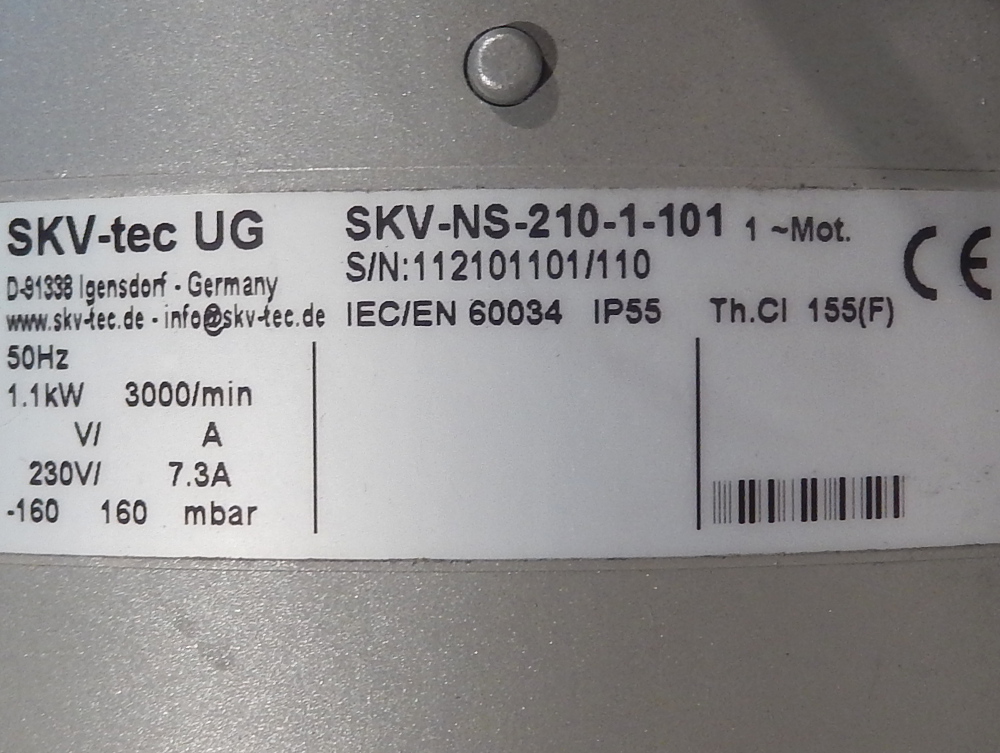 SKV-tec UG
D-91338 Igensdorf - Germany
www.skv-tec.de - info@skv-tec.de
50Hz
1.1kW 3000/min
V/ A
230V/ 7.3A
-160 160 mbar
SKV-NS-210-1-101 1 ~Mot.
S/N:112101101/110
IEC/EN 60034 IP55 Th.Cl 155(F)
CE